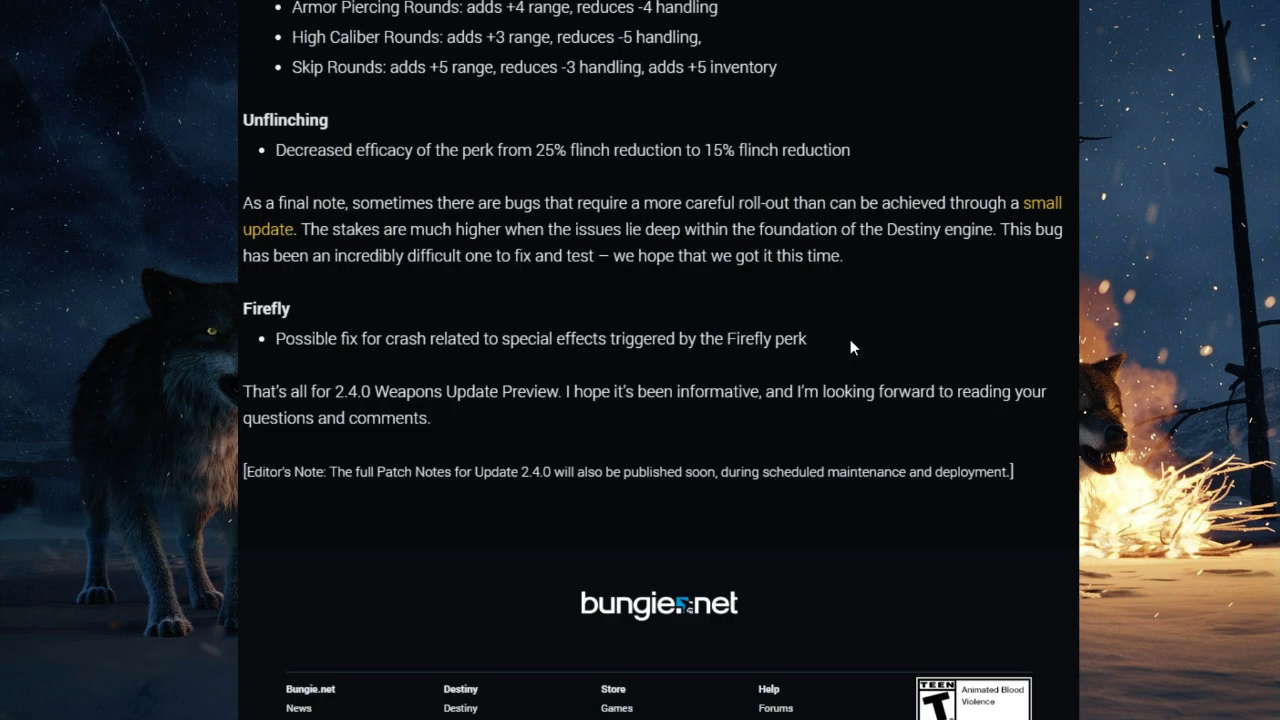 Armor Piercing Rounds: adds +4 range, reduces -4 handling
High Caliber Rounds: adds +3 range, reduces -5 handling,
Skip Rounds: adds +5 range, reduces -3 handling, adds +5 inventory
Unflinching
Decreased efficacy of the perk from 25% flinch reduction to 15% flinch reduction
As a final note, sometimes there are bugs that require a more careful roll-out than can be achieved through a small
update. The stakes are much higher when the issues lie deep within the foundation of the Destiny engine. This bug
has been an incredibly difficult one to fix and test – we hope that we got it this time.
Firefly
Possible fix for crash related to special effects triggered by the Firefly perk
That's all for 2.4.0 Weapons Update Preview. I hope it's been informative, and I'm looking forward to reading your
questions and comments.
[Editor's Note: The full Patch Notes for Update 2.4.0 will also be published soon, during scheduled maintenance and deployment.]
bungie.net
Bungie.net Destiny Store Help
News Destiny Games Forums
TEEN
T
Animated Blood
Violence